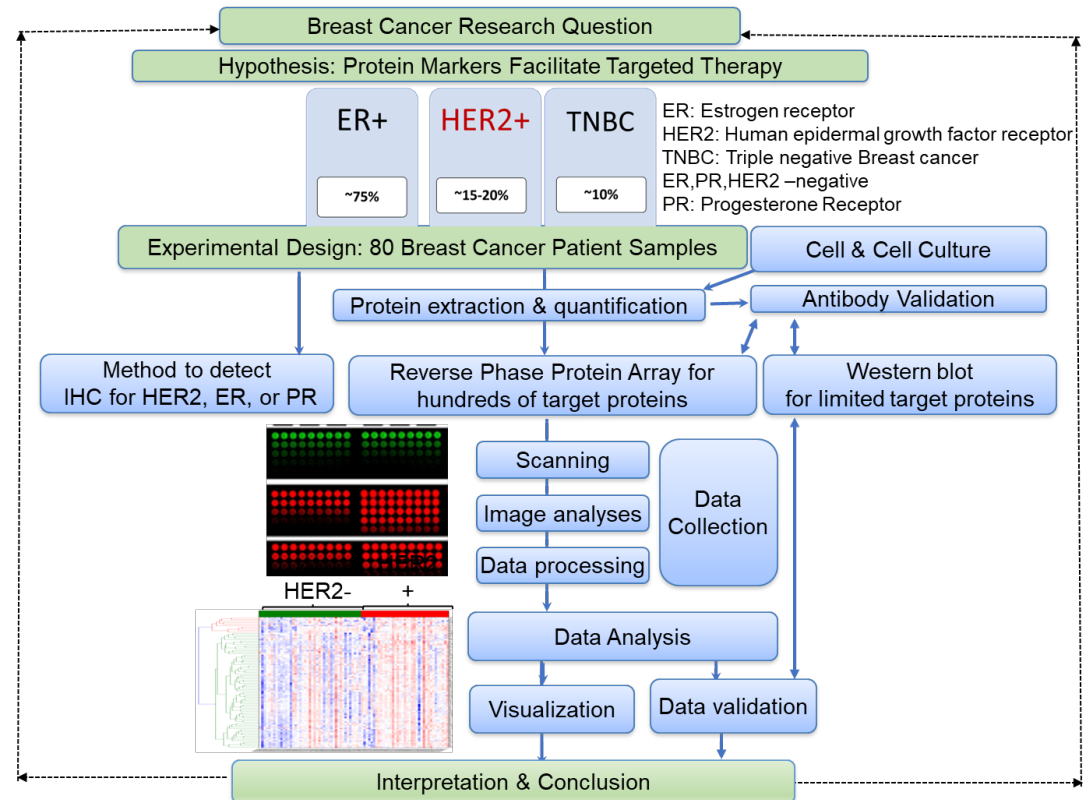 Breast Cancer Research Question
Hypothesis: Protein Markers Facilitate Targeted Therapy
ER+
HER2+
TNBC
~75%
~15-20%
~10%
ER: Estrogen receptor
HER2: Human epidermal growth factor receptor
TNBC: Triple negative Breast cancer
ER,PR,HER2 –negative
PR: Progesterone Receptor
Experimental Design: 80 Breast Cancer Patient Samples
Cell & Cell Culture
Protein extraction & quantification
Antibody Validation
Method to detect
IHC for HER2, ER, or PR
Reverse Phase Protein Array for
hundreds of target proteins
Western blot
for limited target proteins
Scanning
Image analyses
Data processing
Data
Collection
HER2-
+
Data Analysis
Visualization
Data validation
Interpretation & Conclusion